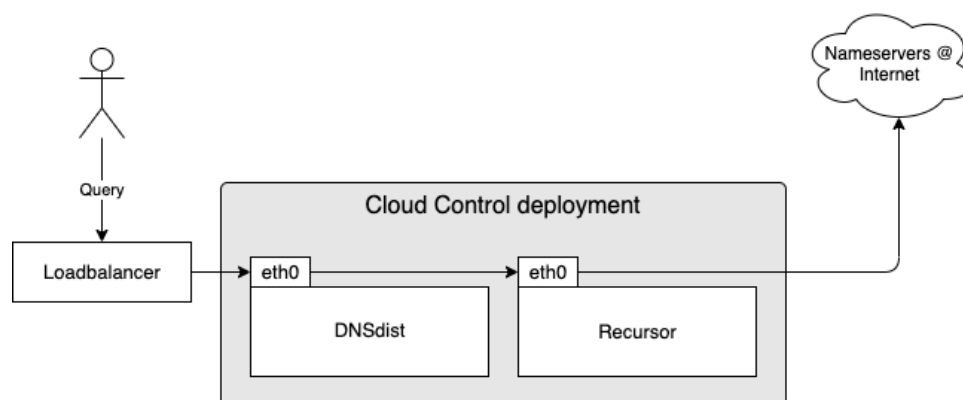 Nameservers @
Internet
Query
Cloud Control deployment
Loadbalancer
eth0
eth0
DNSdist
Recursor